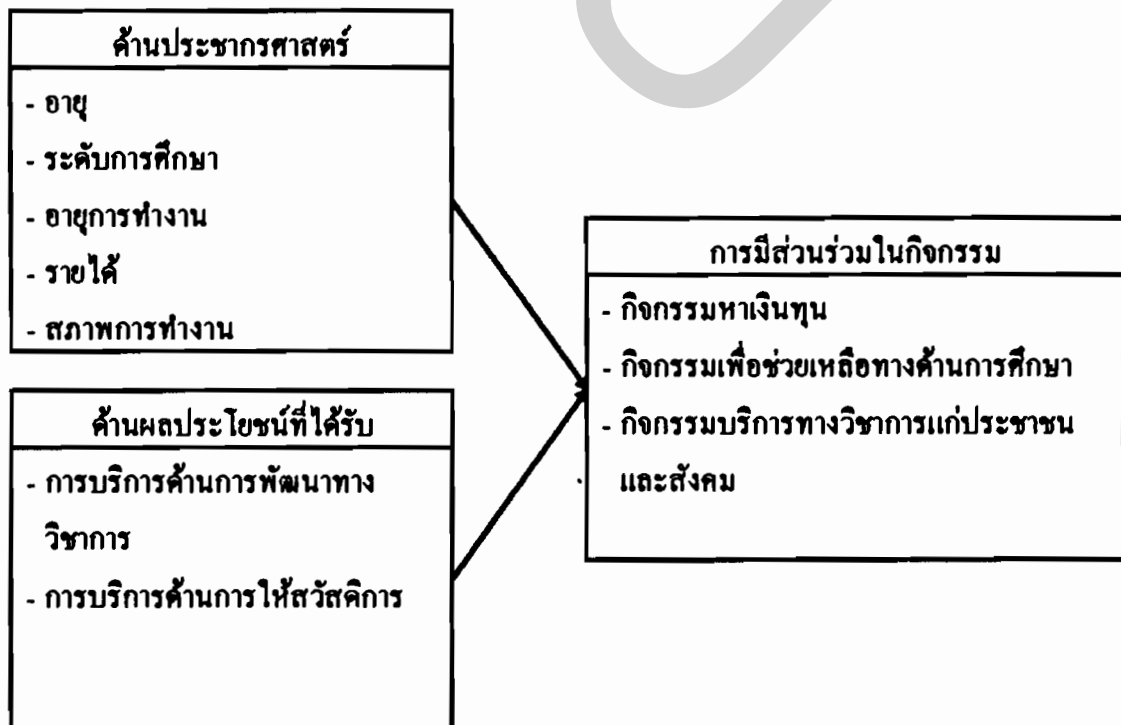 ด้านประชากรศาสตร์
- อายุ
- ระดับการศึกษา
- อายุการทำงาน
- รายได้
- สภาพการทำงาน
ด้านผลประโยชน์ที่ได้รับ
- การบริการด้านการพัฒนาทาง
วิชาการ
- การบริการด้านการให้สวัสดิการ
การมีส่วนร่วมในกิจกรรม
- กิจกรรมหาเงินทุน
- กิจกรรมเพื่อช่วยเหลือทางด้านการศึกษา
- กิจกรรมบริการทางวิชาการแก่ประชาชน
และสังคม